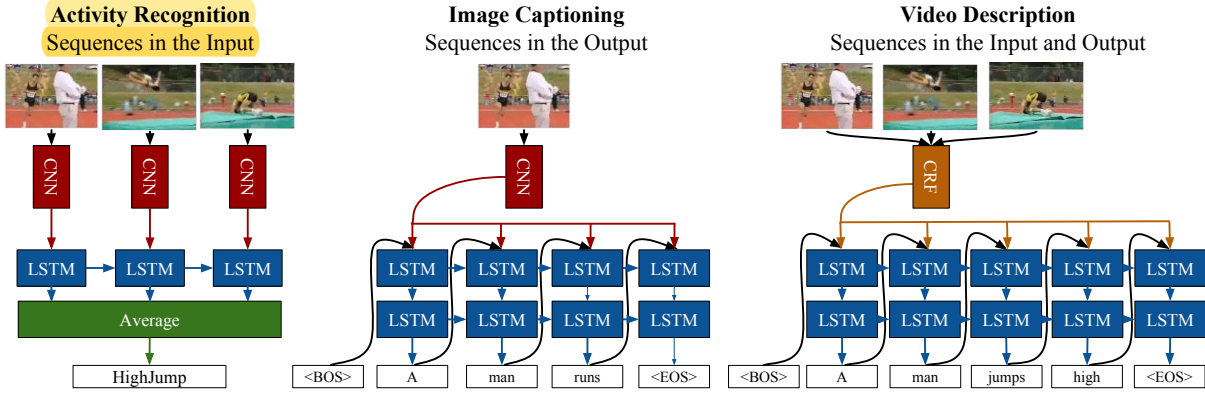 Activity Recognition
Sequences in the Input
CNN
CNN
CNN
LSTM
LSTM
LSTM
Average
HighJump
Image Captioning
Sequences in the Output
CNN
LSTM
LSTM
LSTM
LSTM
LSTM
LSTM
LSTM
LSTM
<BOS>
A
man
runs
<EOS>
Video Description
Sequences in the Input and Output
CRF
LSTM
LSTM
LSTM
LSTM
LSTM
LSTM
LSTM
LSTM
LSTM
LSTM
<BOS>
A
man
jumps
high
<EOS>